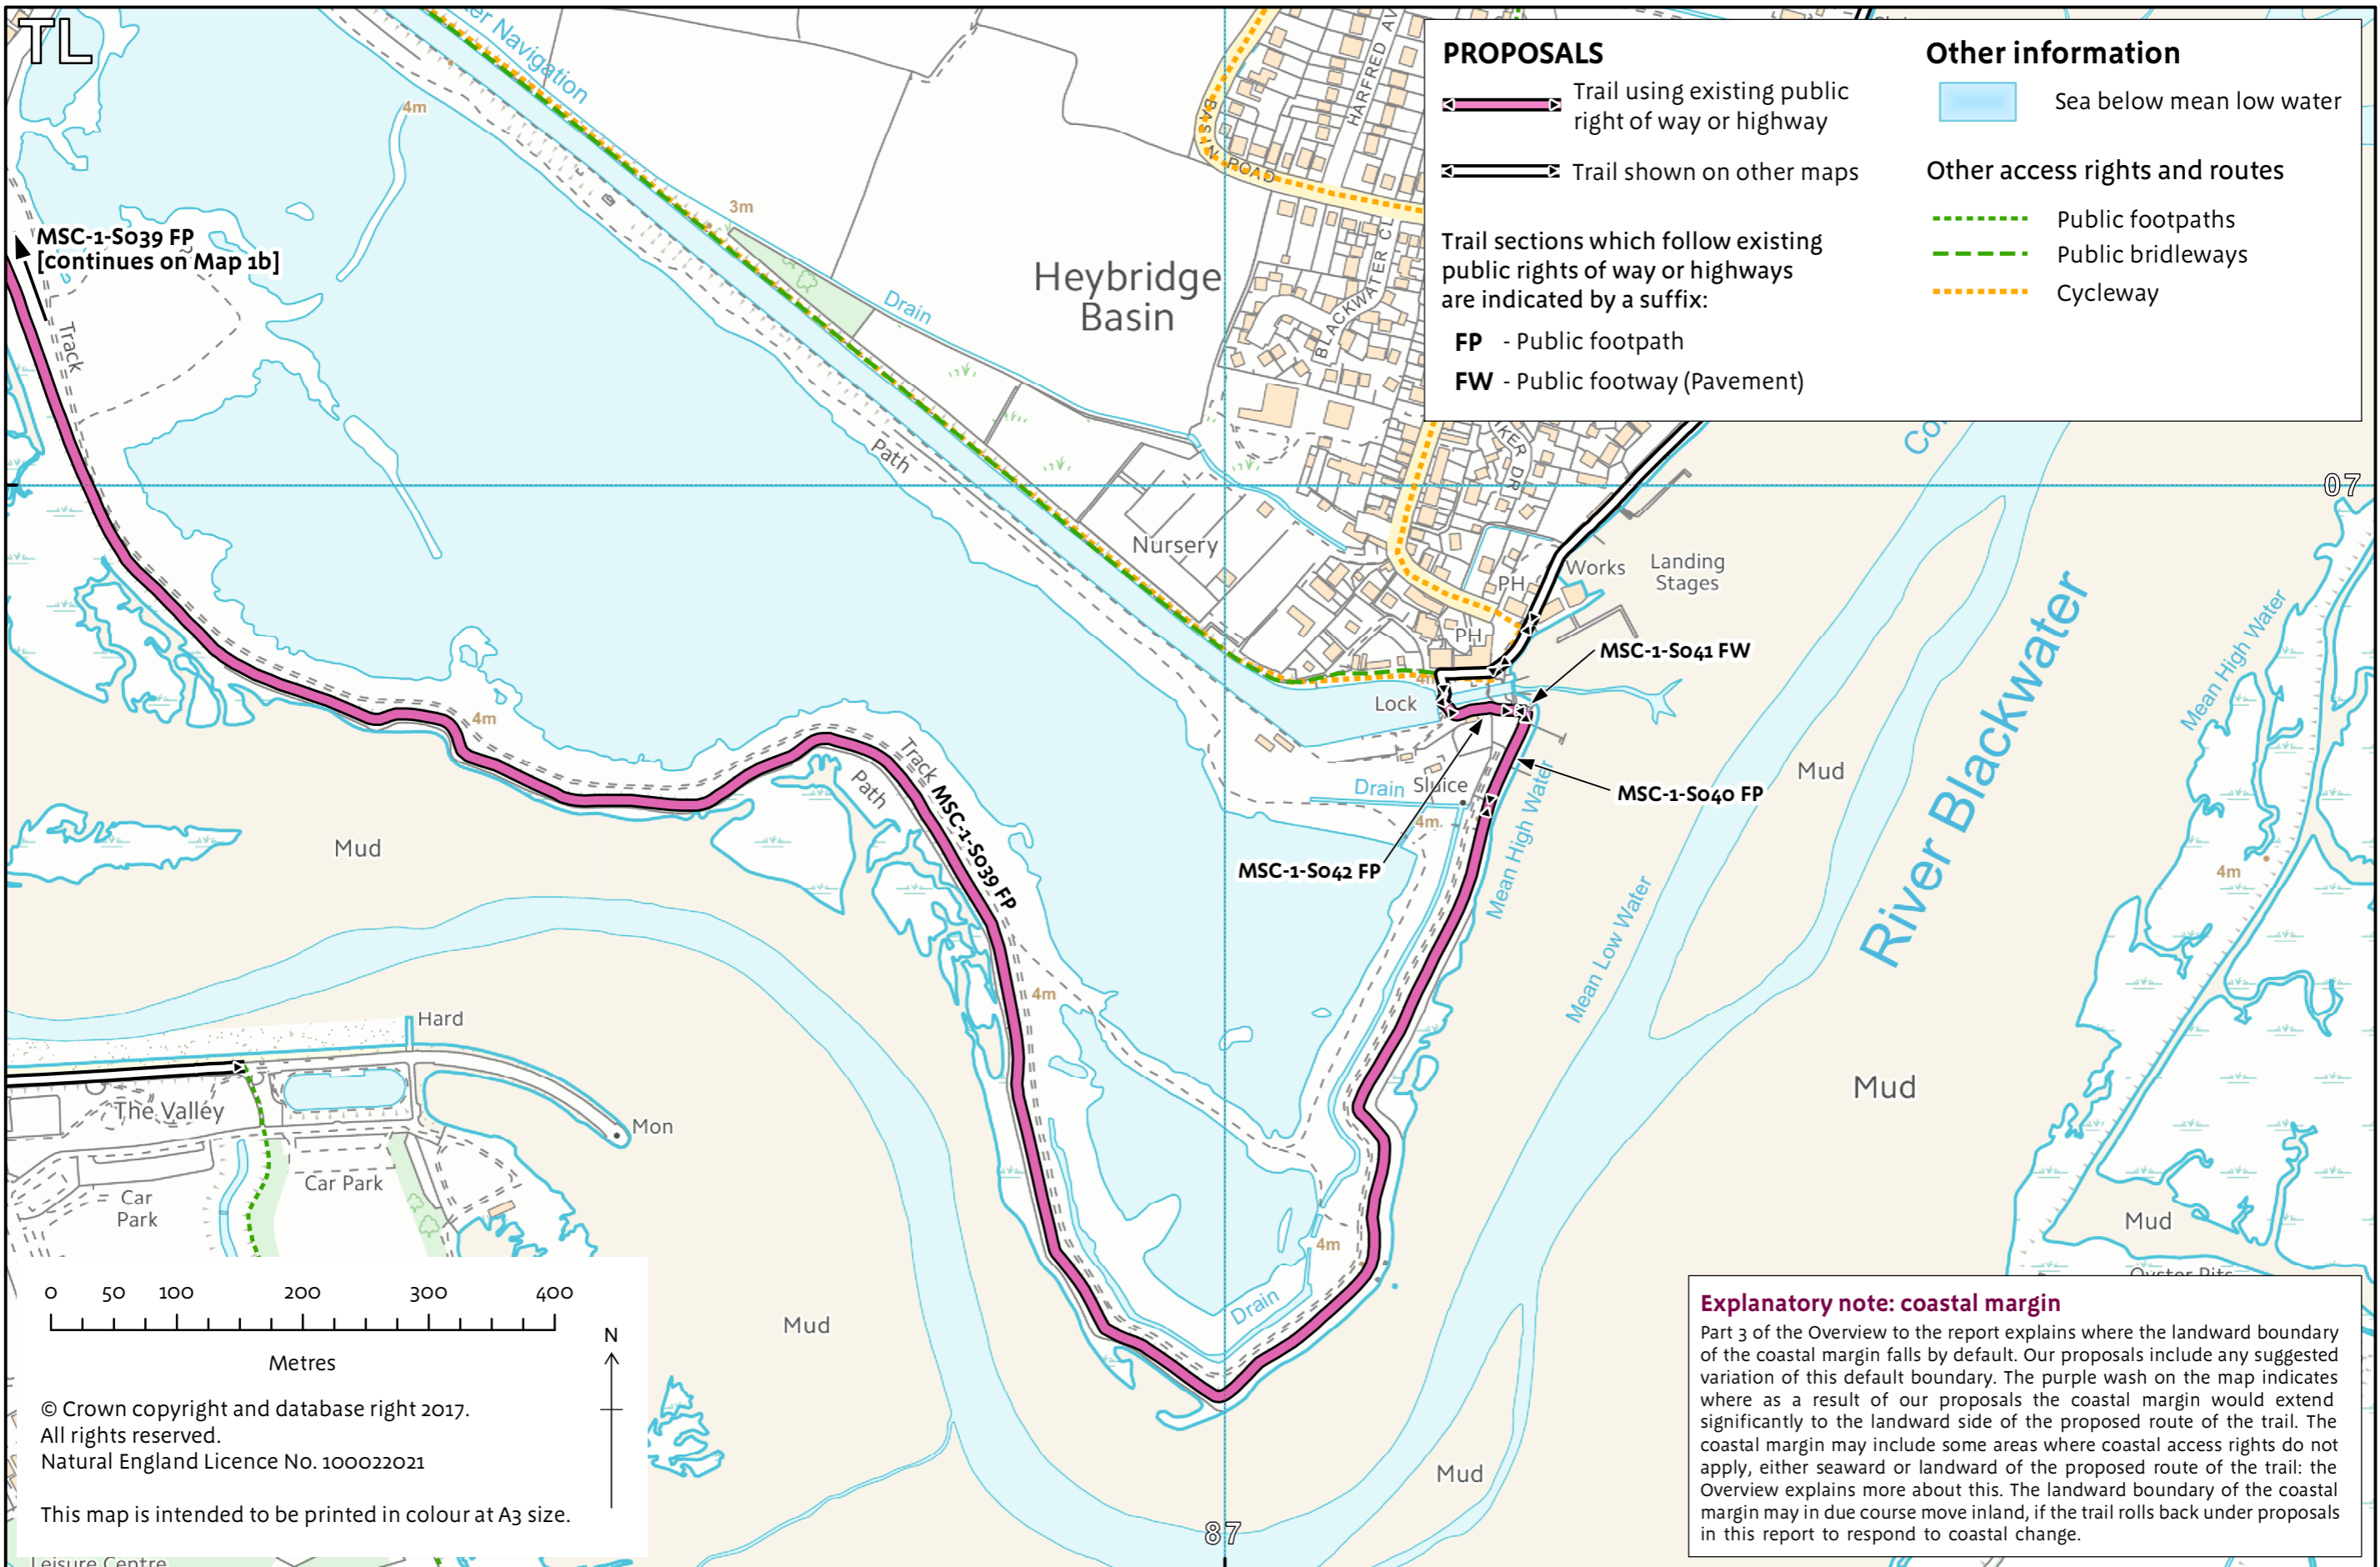 TL
er Navigation
4m
3m
MSC-1-S039 FP
[continues on Map 1b]
Track
Drain
Heybridge
Basin
BASIN ROAD
HARFRED AV
BLACKWATER CL
PROPOSALS
Trail using existing public
right of way or highway
Trail shown on other maps
Trail sections which follow existing
public rights of way or highways
are indicated by a suffix:
FP - Public footpath
FW - Public footway (Pavement)
Other information
Sea below mean low water
Other access rights and routes
Public footpaths
Public bridleways
Cycleway
Path
KER DR
07
Nursery
PH
Works
Landing
Stages
PH
MSC-1-S041 FW
4m
Lock
Mean High Water
River Blackwater
4m
Track
Path
MSC-1-S039 FP
Drain
Sluice
4m
MSC-1-S040 FP
Mud
Mud
MSC-1-S042 FP
Mean High Water
Mean Low Water
4m
4m
Hard
The Valley
Mon
Mud
Car Park
Car
Park
Mud
4m
Oyster Pits
Drain
0 50 100 200 300 400
Metres
N
Mud
© Crown copyright and database right 2017.
All rights reserved.
Natural England Licence No. 100022021
This map is intended to be printed in colour at A3 size.
Leisure Centre
Mud
87
Explanatory note: coastal margin
Part 3 of the Overview to the report explains where the landward boundary
of the coastal margin falls by default. Our proposals include any suggested
variation of this default boundary. The purple wash on the map indicates
where as a result of our proposals the coastal margin would extend
significantly to the landward side of the proposed route of the trail. The
coastal margin may include some areas where coastal access rights do not
apply, either seaward or landward of the proposed route of the trail: the
Overview explains more about this. The landward boundary of the coastal
margin may in due course move inland, if the trail rolls back under proposals
in this report to respond to coastal change.